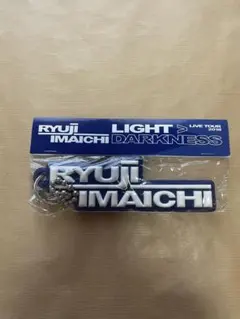 RYUJI
IMAICHI
LIGHT > LIVE TOUR
2018
DARKNESS
RYUJI
IMAICHI